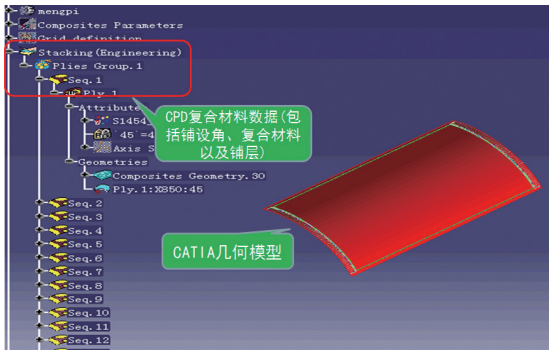 mengpi
Composites Parameters
Grid definition
Stacking(Engineering)
Plies Group.1
Seq.1
Ply.1
Attribute
S1454_
45 =4
Axis S
Geometries
Composites Geometry.30
Ply.1:X850:45
Seq.2
Seq.3
Seq.4
Seq.5
Seq.6
Seq.7
Seq.8
Seq.9
Seq.10
Seq.11
Seq.12
CPD复合材料数据(包
括铺设角、复合材料
以及铺层)
CATIA几何模型